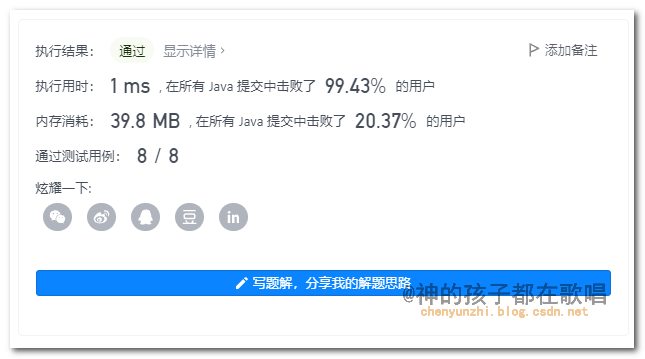 执行结果： 通过 显示详情 › 添加备注
执行用时： 1 ms , 在所有 Java 提交中击败了 99.43% 的用户
内存消耗： 39.8 MB , 在所有 Java 提交中击败了 20.37% 的用户
通过测试用例： 8 / 8
炫耀一下:
豆 in
写题解，分享我的解题思路
@神的孩子都在歌唱
chenyunzhi.blog.csdn.net